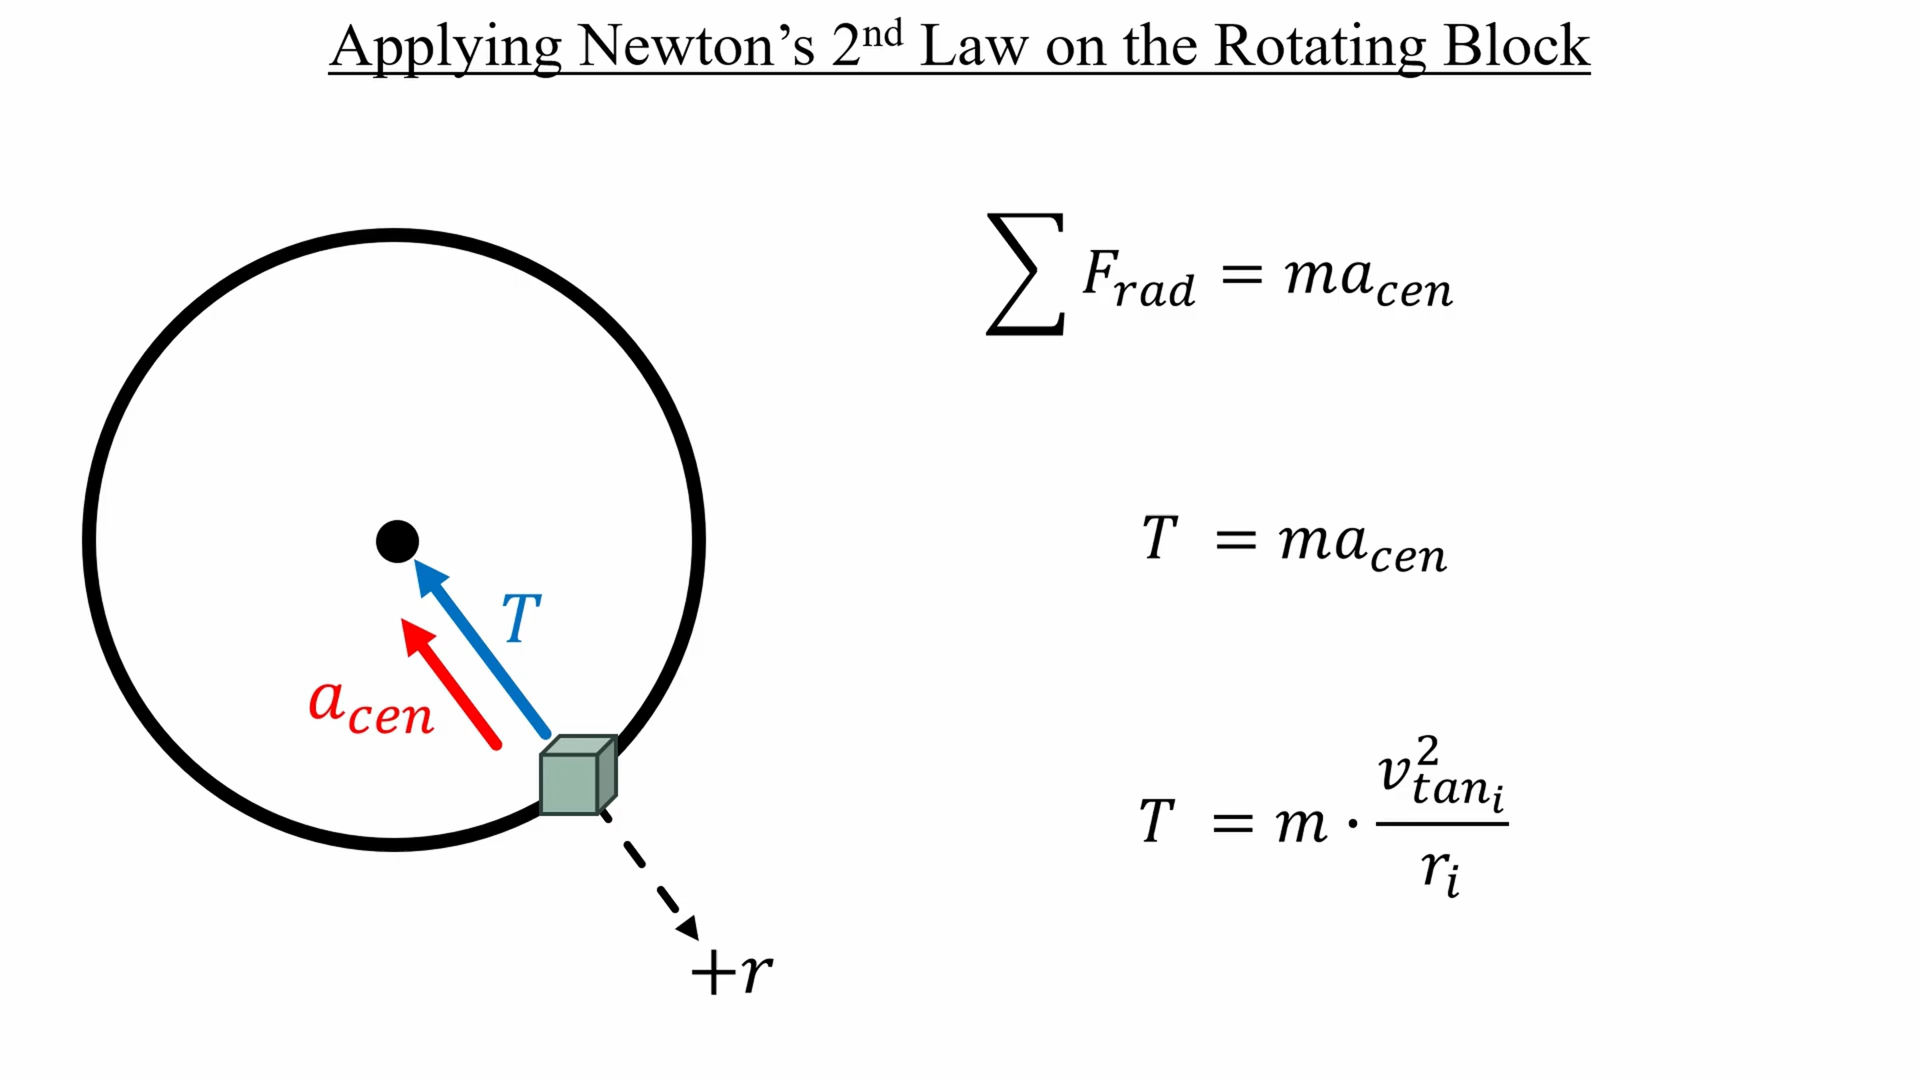 Applying Newton’s 2nd Law on the Rotating Block
∑ F_rad = ma_cen
T = ma_cen
T
a_cen
T = m · v²_tan_i / r_i
+r